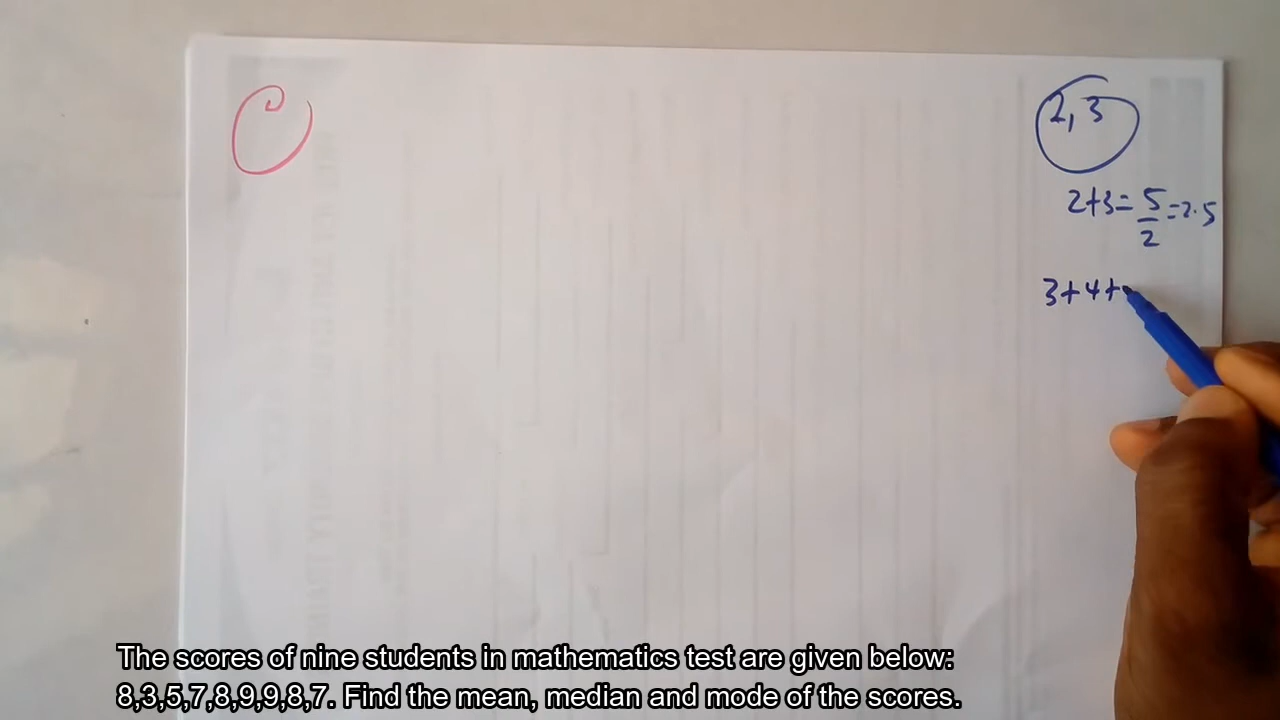 2, 3
2+3= 5/2 =2.5
3+4+
The scores of nine students in mathematics test are given below:
8,3,5,7,8,9,9,8,7. Find the mean, median and mode of the scores.